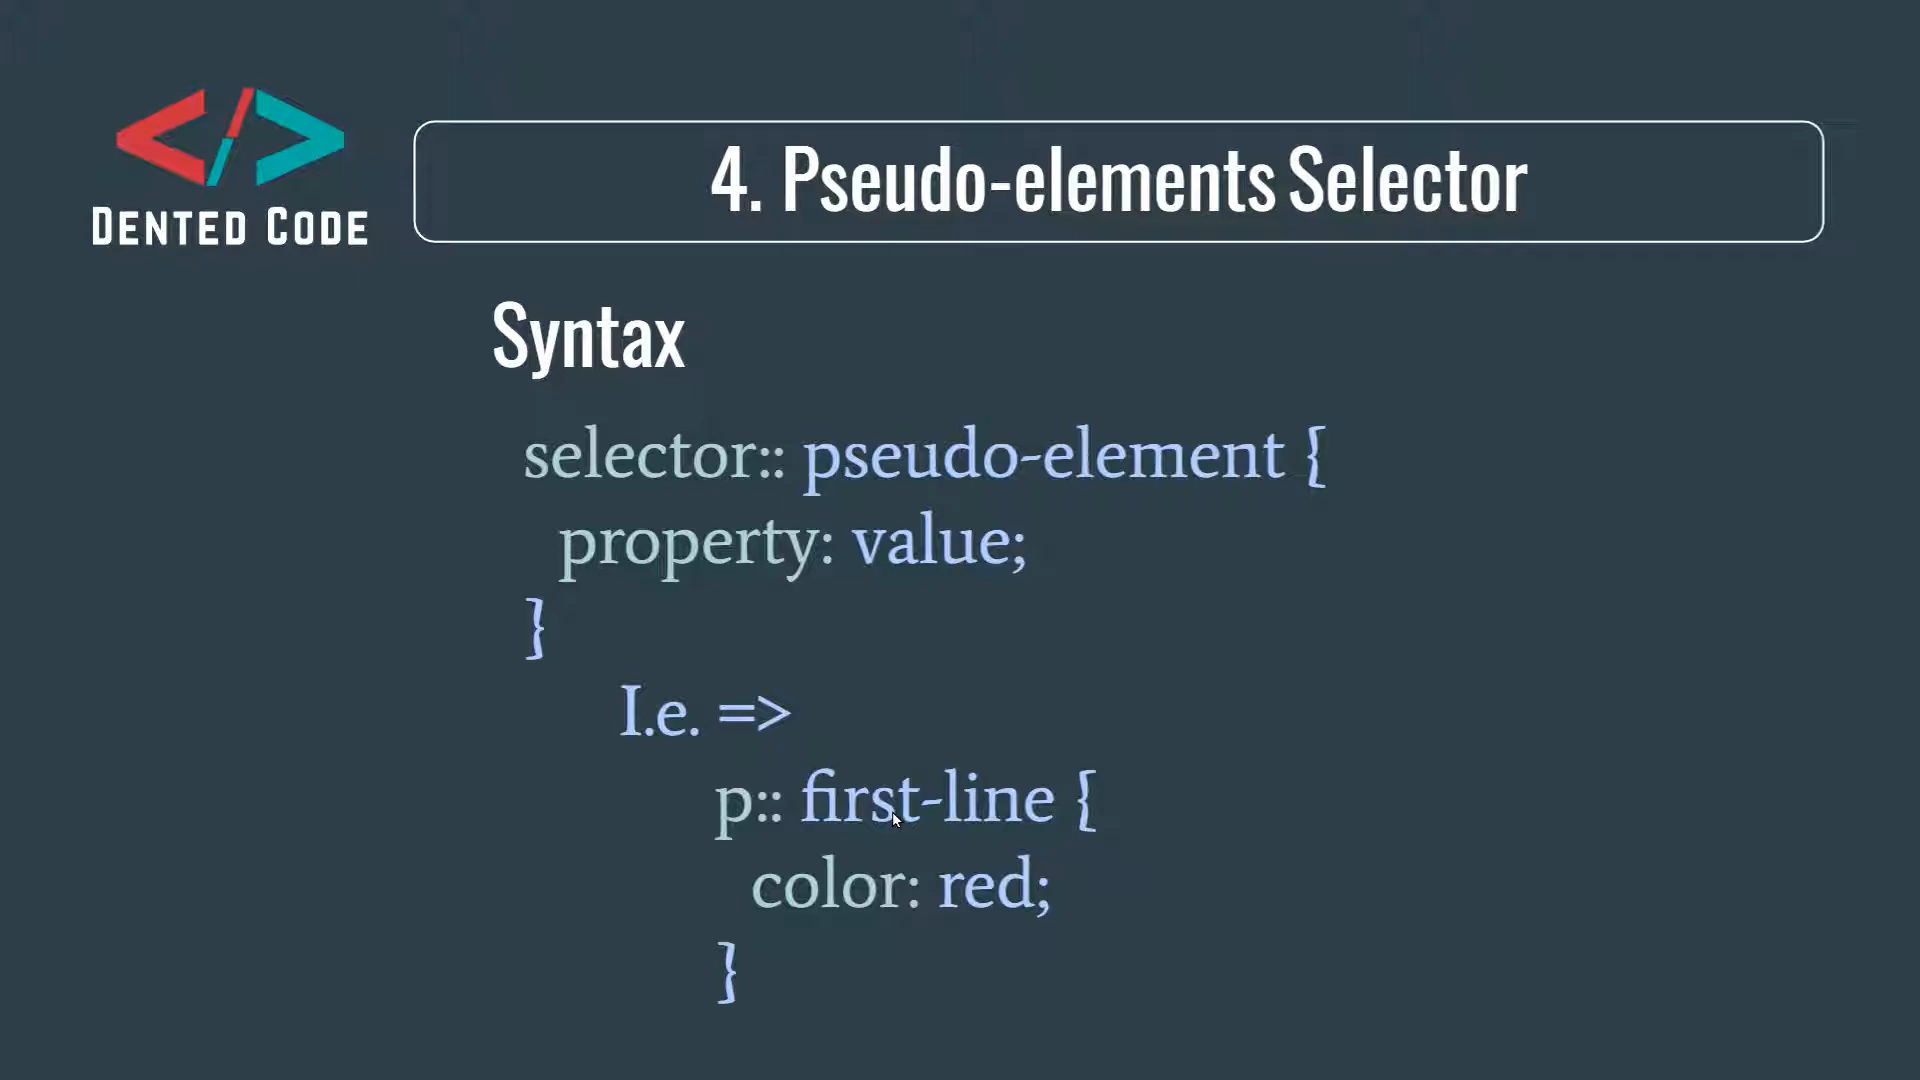 </>
DENTED CODE
4. Pseudo-elements Selector
Syntax
selector:: pseudo-element {
property: value;
}
I.e. =>
p:: first-line {
color: red;
}